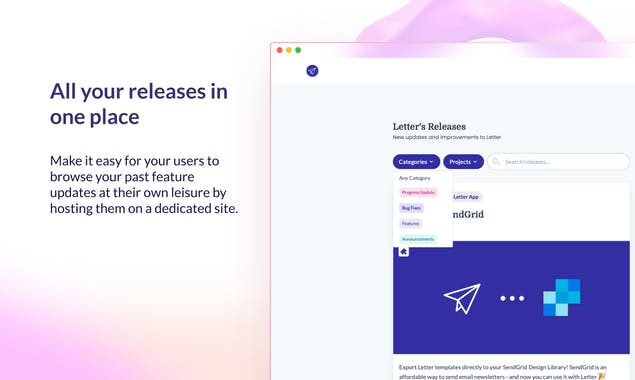 All your releases in
one place
Make it easy for your users to
browse your past feature
updates at their own leisure by
hosting them on a dedicated site.
Letter's Releases
New updates and improvements to Letter
Categories
Projects
Search releases...
Any Category
Progress Update
Bug Fixes
Features
Announcements
Letter App
endGrid
Export Letter templates directly to your SendGrid Design Library! SendGrid is an
affordable way to send email newsletters - and now you can use it with Letter 🎉